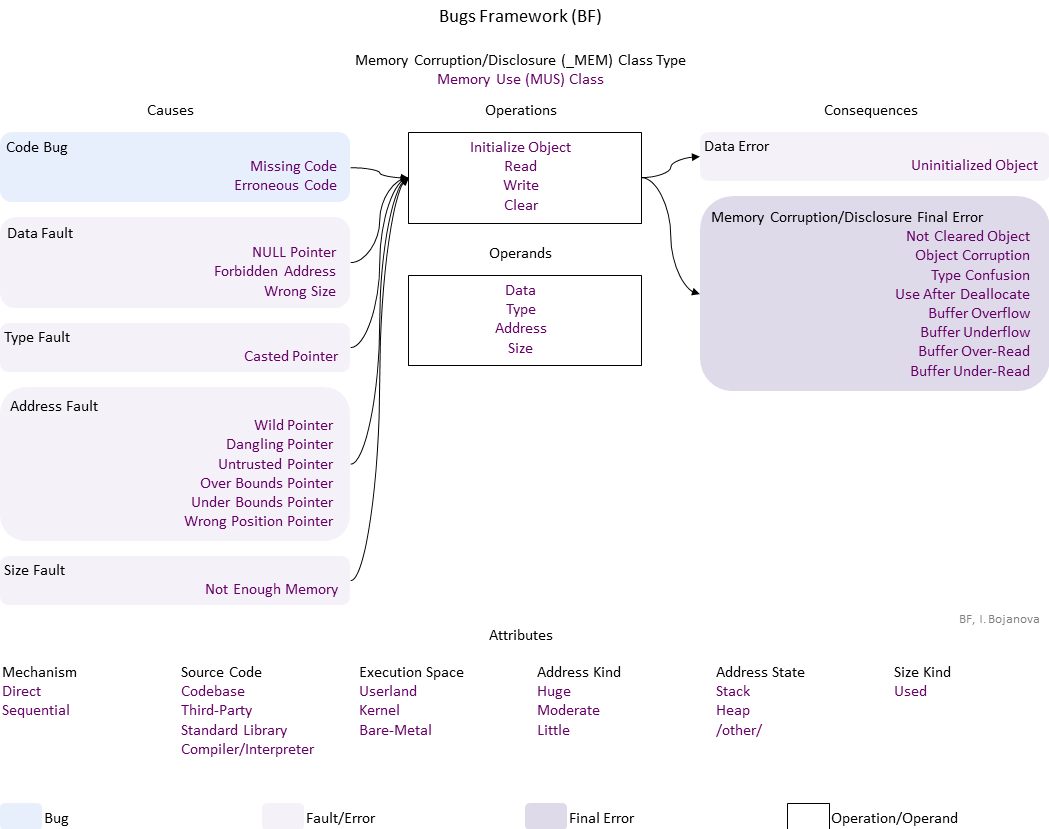 Bugs Framework (BF)
Memory Corruption/Disclosure (_MEM) Class Type
Memory Use (MUS) Class
Causes
Operations
Consequences
Code Bug
Missing Code
Erroneous Code
Data Fault
NULL Pointer
Forbidden Address
Wrong Size
Type Fault
Casted Pointer
Address Fault
Wild Pointer
Dangling Pointer
Untrusted Pointer
Over Bounds Pointer
Under Bounds Pointer
Wrong Position Pointer
Size Fault
Not Enough Memory
Initialize Object
Read
Write
Clear
Operands
Data
Type
Address
Size
Data Error
Uninitialized Object
Memory Corruption/Disclosure Final Error
Not Cleared Object
Object Corruption
Type Confusion
Use After Deallocate
Buffer Overflow
Buffer Underflow
Buffer Over-Read
Buffer Under-Read
BF, I. Bojanova
Attributes
Mechanism
Direct
Sequential
Source Code
Codebase
Third-Party
Standard Library
Compiler/Interpreter
Execution Space
Userland
Kernel
Bare-Metal
Address Kind
Huge
Moderate
Little
Address State
Stack
Heap
/other/
Size Kind
Used
Bug
Fault/Error
Final Error
Operation/Operand